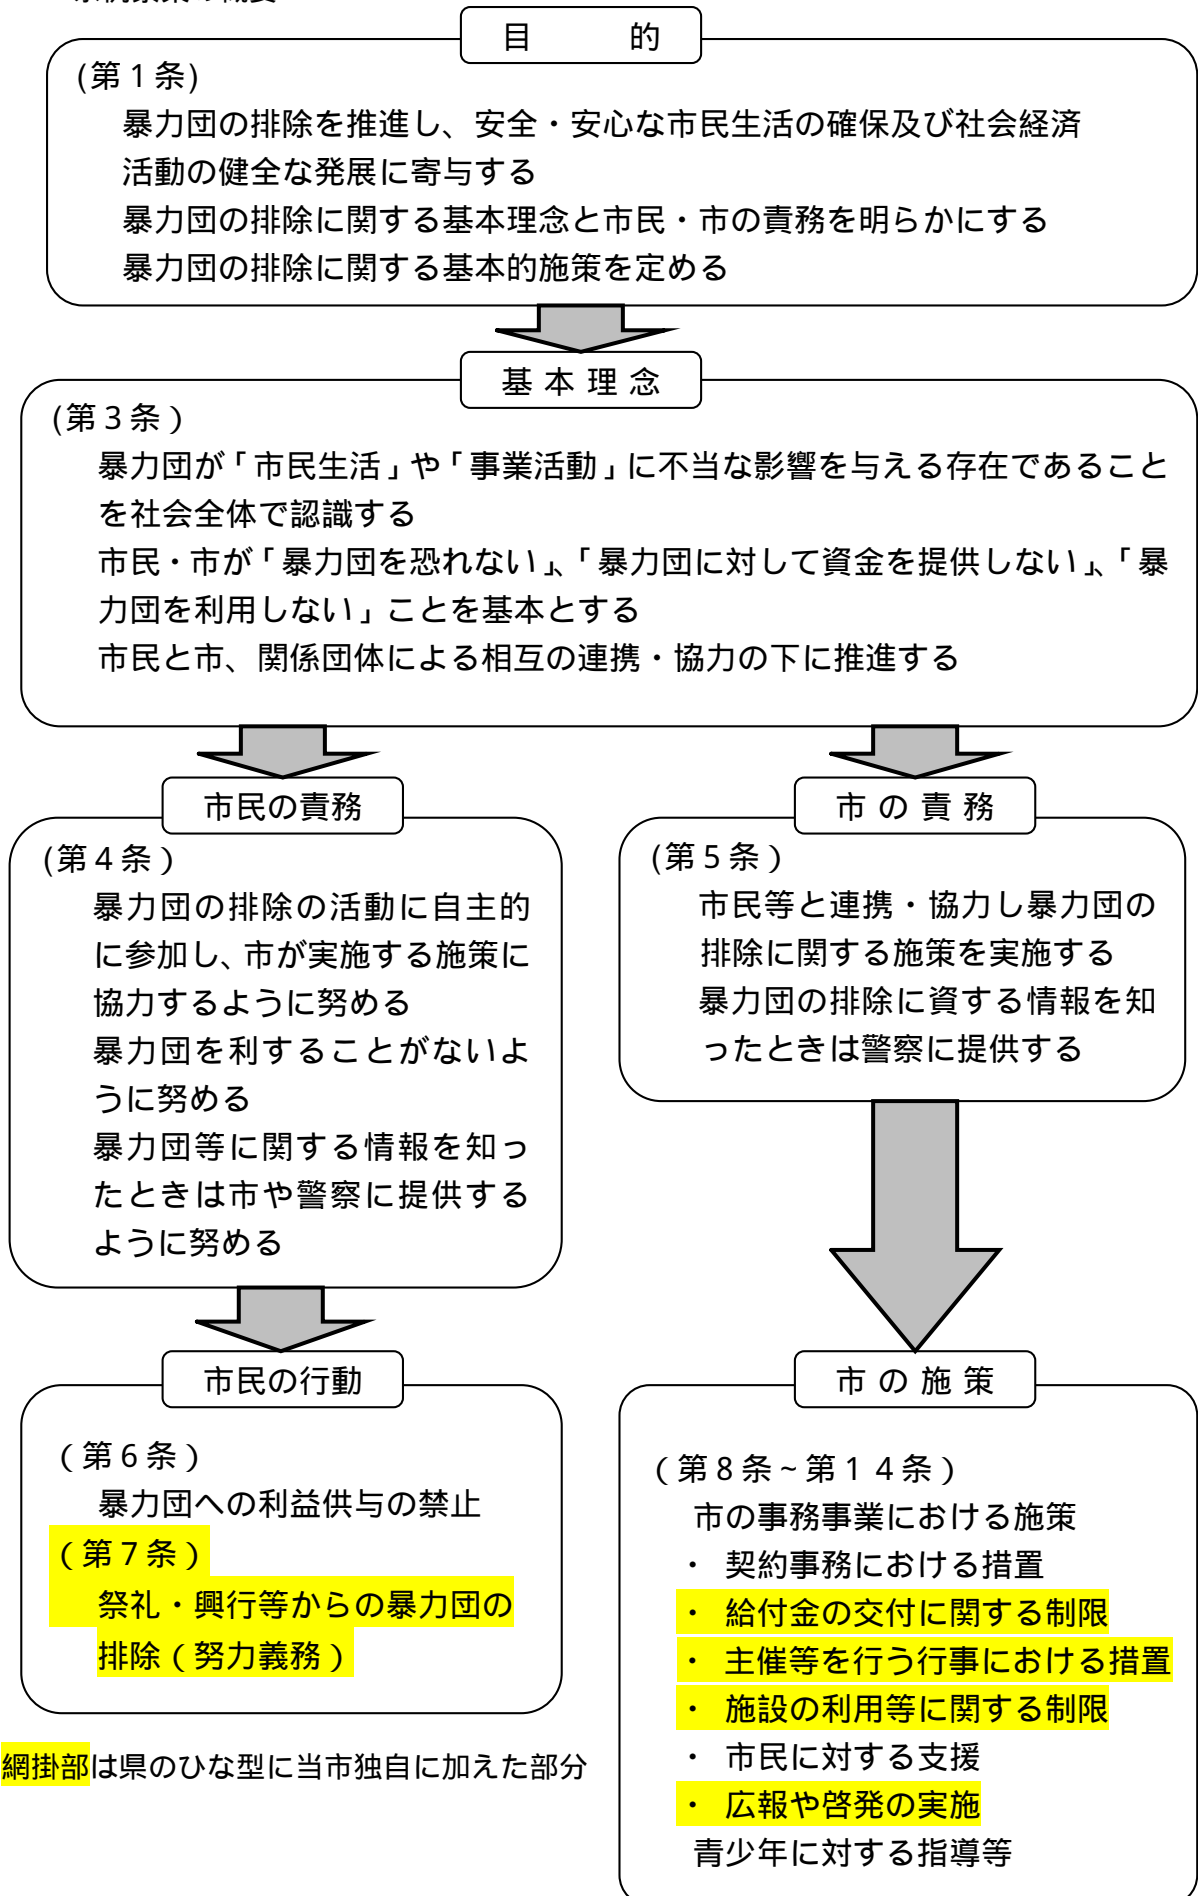 目　　的
(第1条)
暴力団の排除を推進し、安全・安心な市民生活の確保及び社会経済
活動の健全な発展に寄与する
暴力団の排除に関する基本理念と市民・市の責務を明らかにする
暴力団の排除に関する基本的施策を定める
基本理念
(第3条)
暴力団が「市民生活」や「事業活動」に不当な影響を与える存在であること
を社会全体で認識する
市民・市が「暴力団を恐れない」、「暴力団に対して資金を提供しない」、「暴
力団を利用しない」ことを基本とする
市民と市、関係団体による相互の連携・協力の下に推進する
市民の責務
(第4条)
暴力団の排除の活動に自主的
に参加し、市が実施する施策に
協力するように努める
暴力団を利することがないよ
うに努める
暴力団等に関する情報を知っ
たときは市や警察に提供する
ように努める
市の責務
(第5条)
市民等と連携・協力し暴力団の
排除に関する施策を実施する
暴力団の排除に資する情報を知
ったときは警察に提供する
市民の行動
(第6条)
暴力団への利益供与の禁止
(第7条)
祭礼・興行等からの暴力団の
排除(努力義務)
網掛部は県のひな型に当市独自に加えた部分
市の施策
(第8条~第14条)
市の事務事業における施策
・ 契約事務における措置
・ 給付金の交付に関する制限
・ 主催等を行う行事における措置
・ 施設の利用等に関する制限
・ 市民に対する支援
・ 広報や啓発の実施
青少年に対する指導等